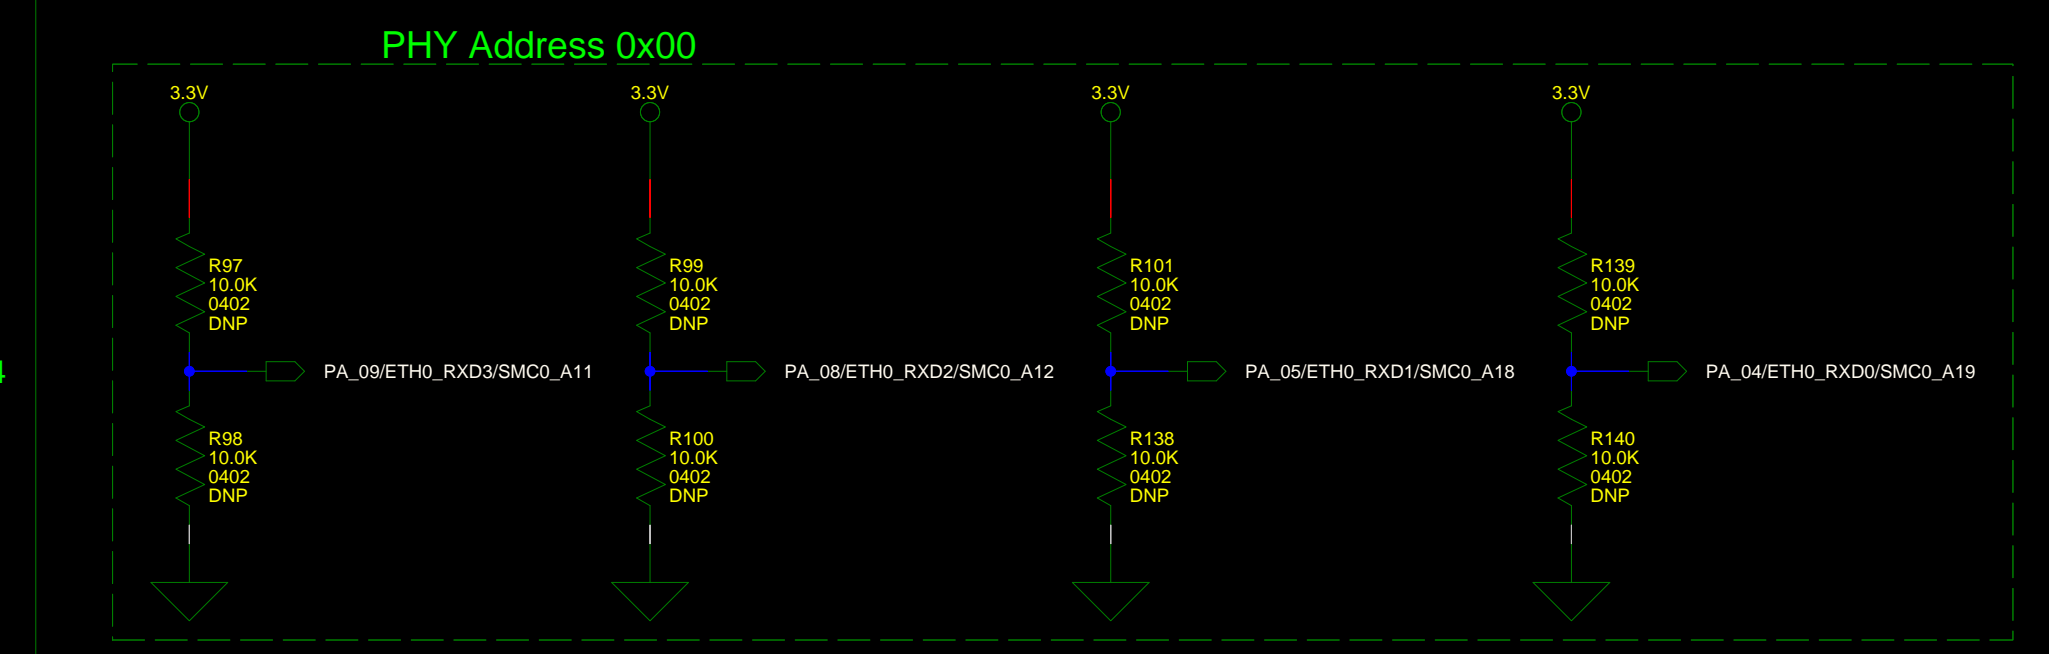 PHY Address 0x00
3.3V
3.3V
3.3V
3.3V
R97
10.0K
0402
DNP
R99
10.0K
0402
DNP
R101
10.0K
0402
DNP
R139
10.0K
0402
DNP
PA_09/ETH0_RXD3/SMC0_A11
PA_08/ETH0_RXD2/SMC0_A12
PA_05/ETH0_RXD1/SMC0_A18
PA_04/ETH0_RXD0/SMC0_A19
R98
10.0K
0402
DNP
R100
10.0K
0402
DNP
R138
10.0K
0402
DNP
R140
10.0K
0402
DNP